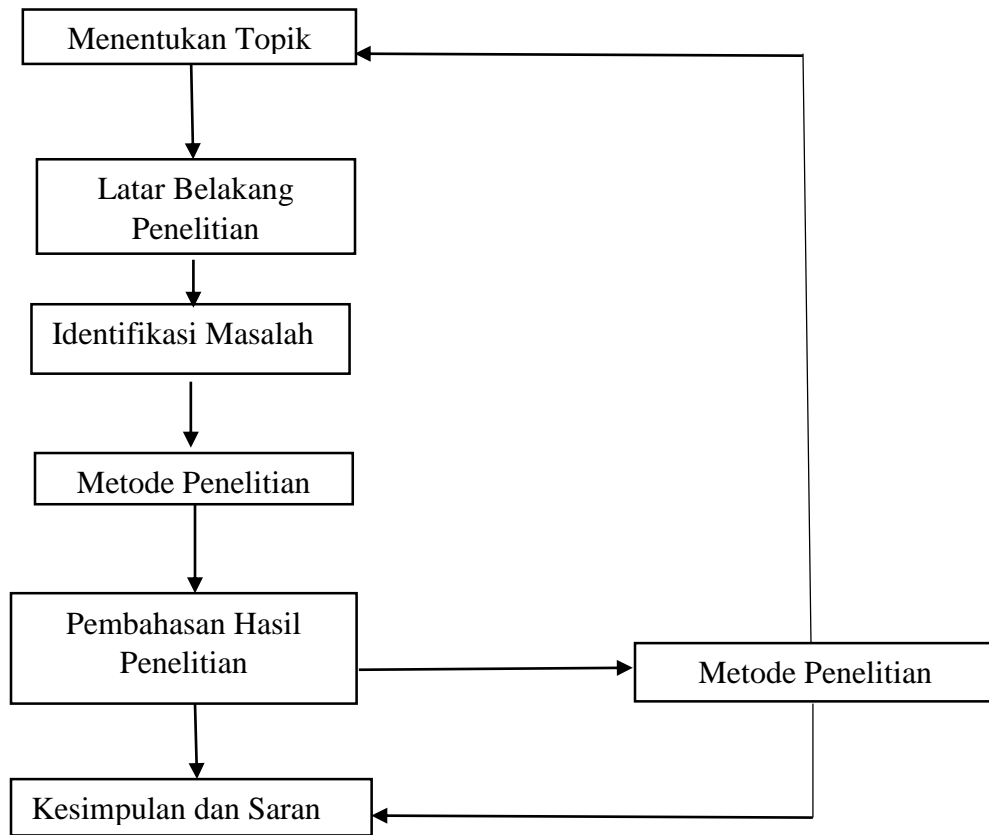 Menentukan Topik
Latar Belakang
Penelitian
Identifikasi Masalah
Metode Penelitian
Pembahasan Hasil
Penelitian
Metode Penelitian
Kesimpulan dan Saran